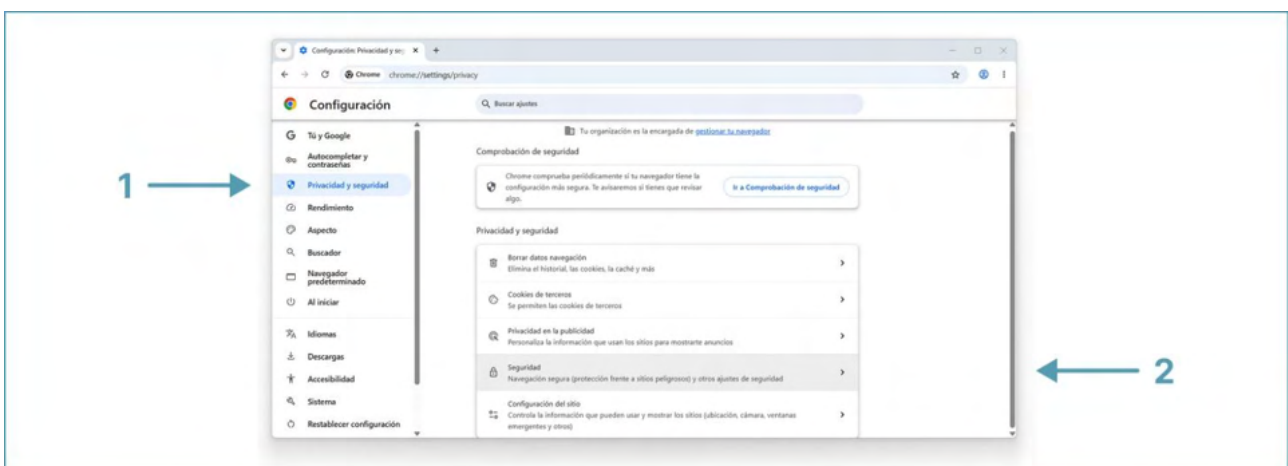 Configuración: Privacidad y seg
Chrome chrome://settings/privacy
Configuración
Buscar ajustes
1
Tú y Google
Autocompletar y
contraseñas
Privacidad y seguridad
Rendimiento
Aspecto
Buscador
Navegador
predeterminado
Al iniciar
Idiomas
Descargas
Accesibilidad
Sistema
Restablecer configuración
Tu organización es la encargada de gestionar tu navegador
Comprobación de seguridad
Chrome comprueba periódicamente si tu navegador tiene la
configuración más segura. Te avisaremos si tienes que revisar
algo.
Ir a Comprobación de seguridad
Privacidad y seguridad
Borrar datos navegación
Elimina el historial, las cookies, la caché y más
Cookies de terceros
Se permiten las cookies de terceros
Privacidad en la publicidad
Personaliza la información que usan los sitios para mostrarte anuncios
Seguridad
Navegación segura (protección frente a sitios peligrosos) y otros ajustes de seguridad
Configuración del sitio
Controla la información que pueden usar y mostrar los sitios (ubicación, cámara, ventanas
emergentes y otros)
2